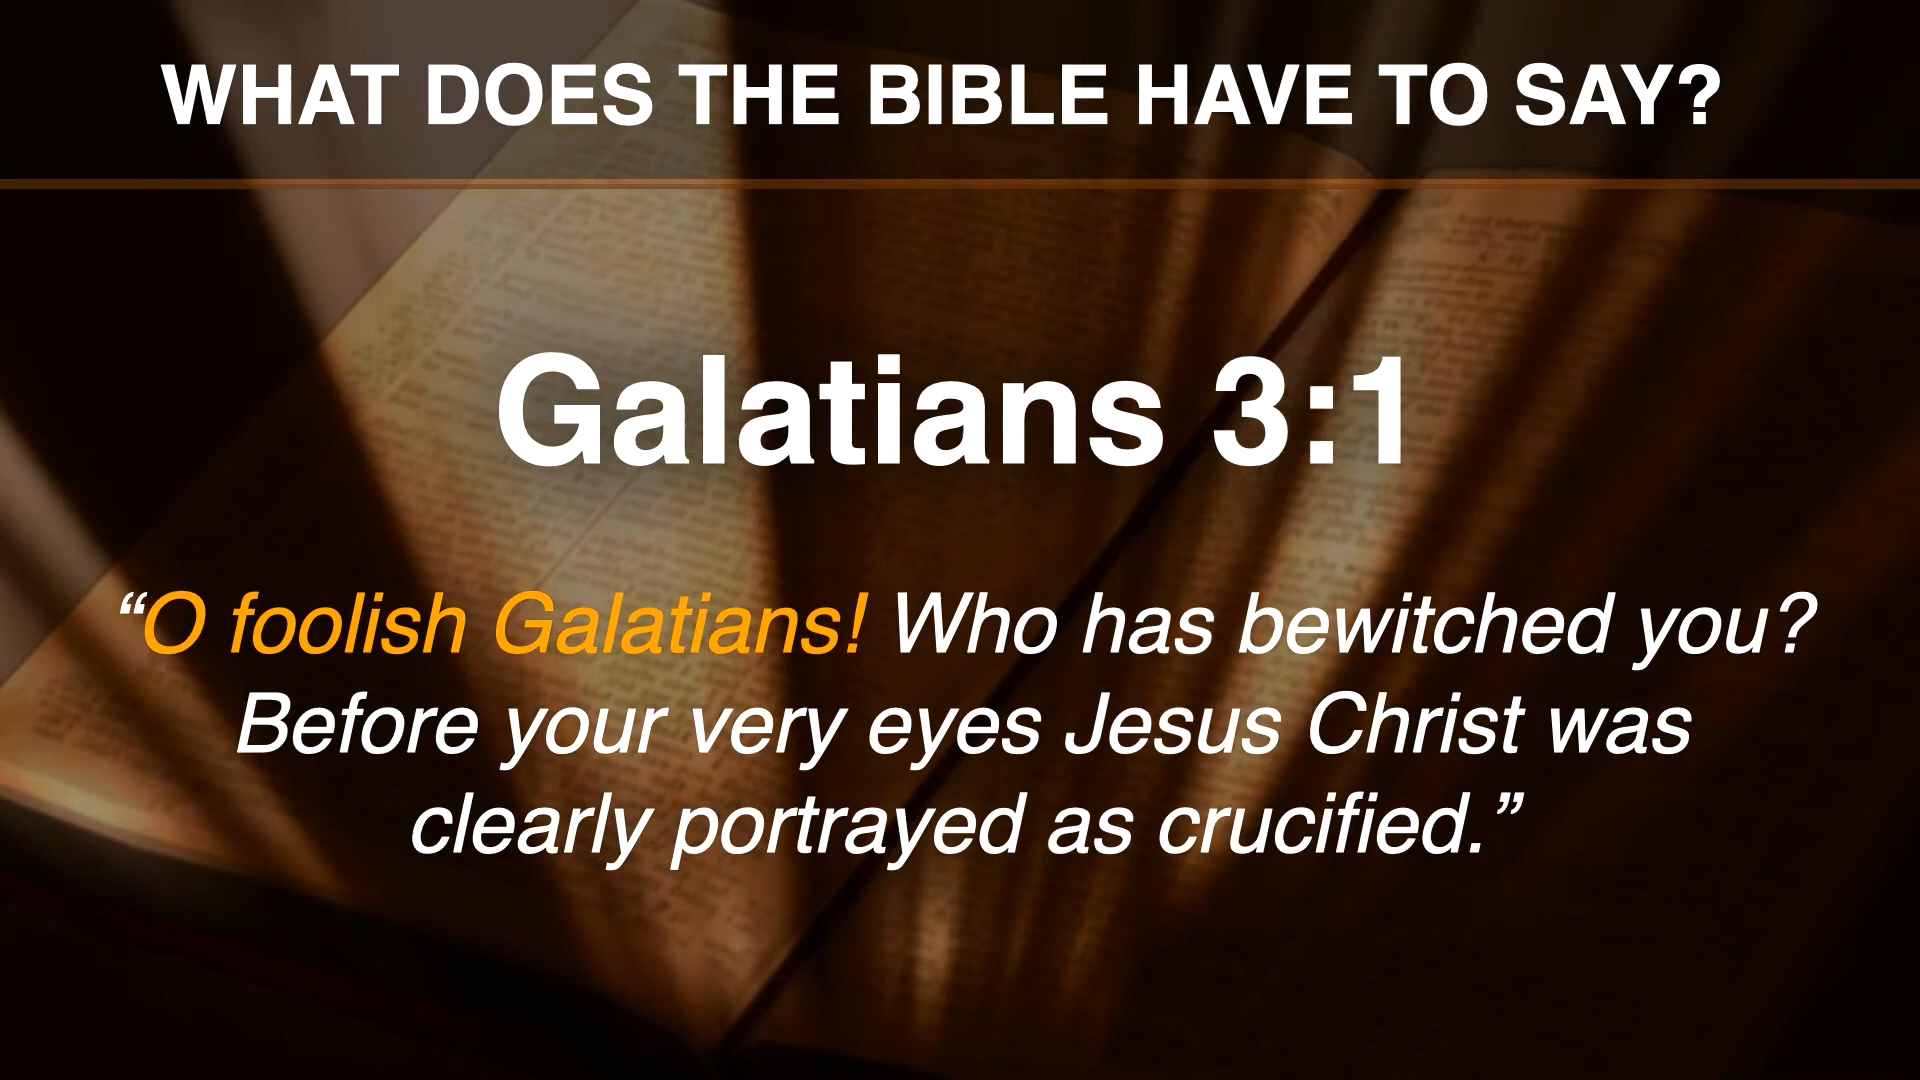 WHAT DOES THE BIBLE HAVE TO SAY?
Galatians 3:1
“O foolish Galatians! Who has bewitched you?
Before your very eyes Jesus Christ was
clearly portrayed as crucified.”